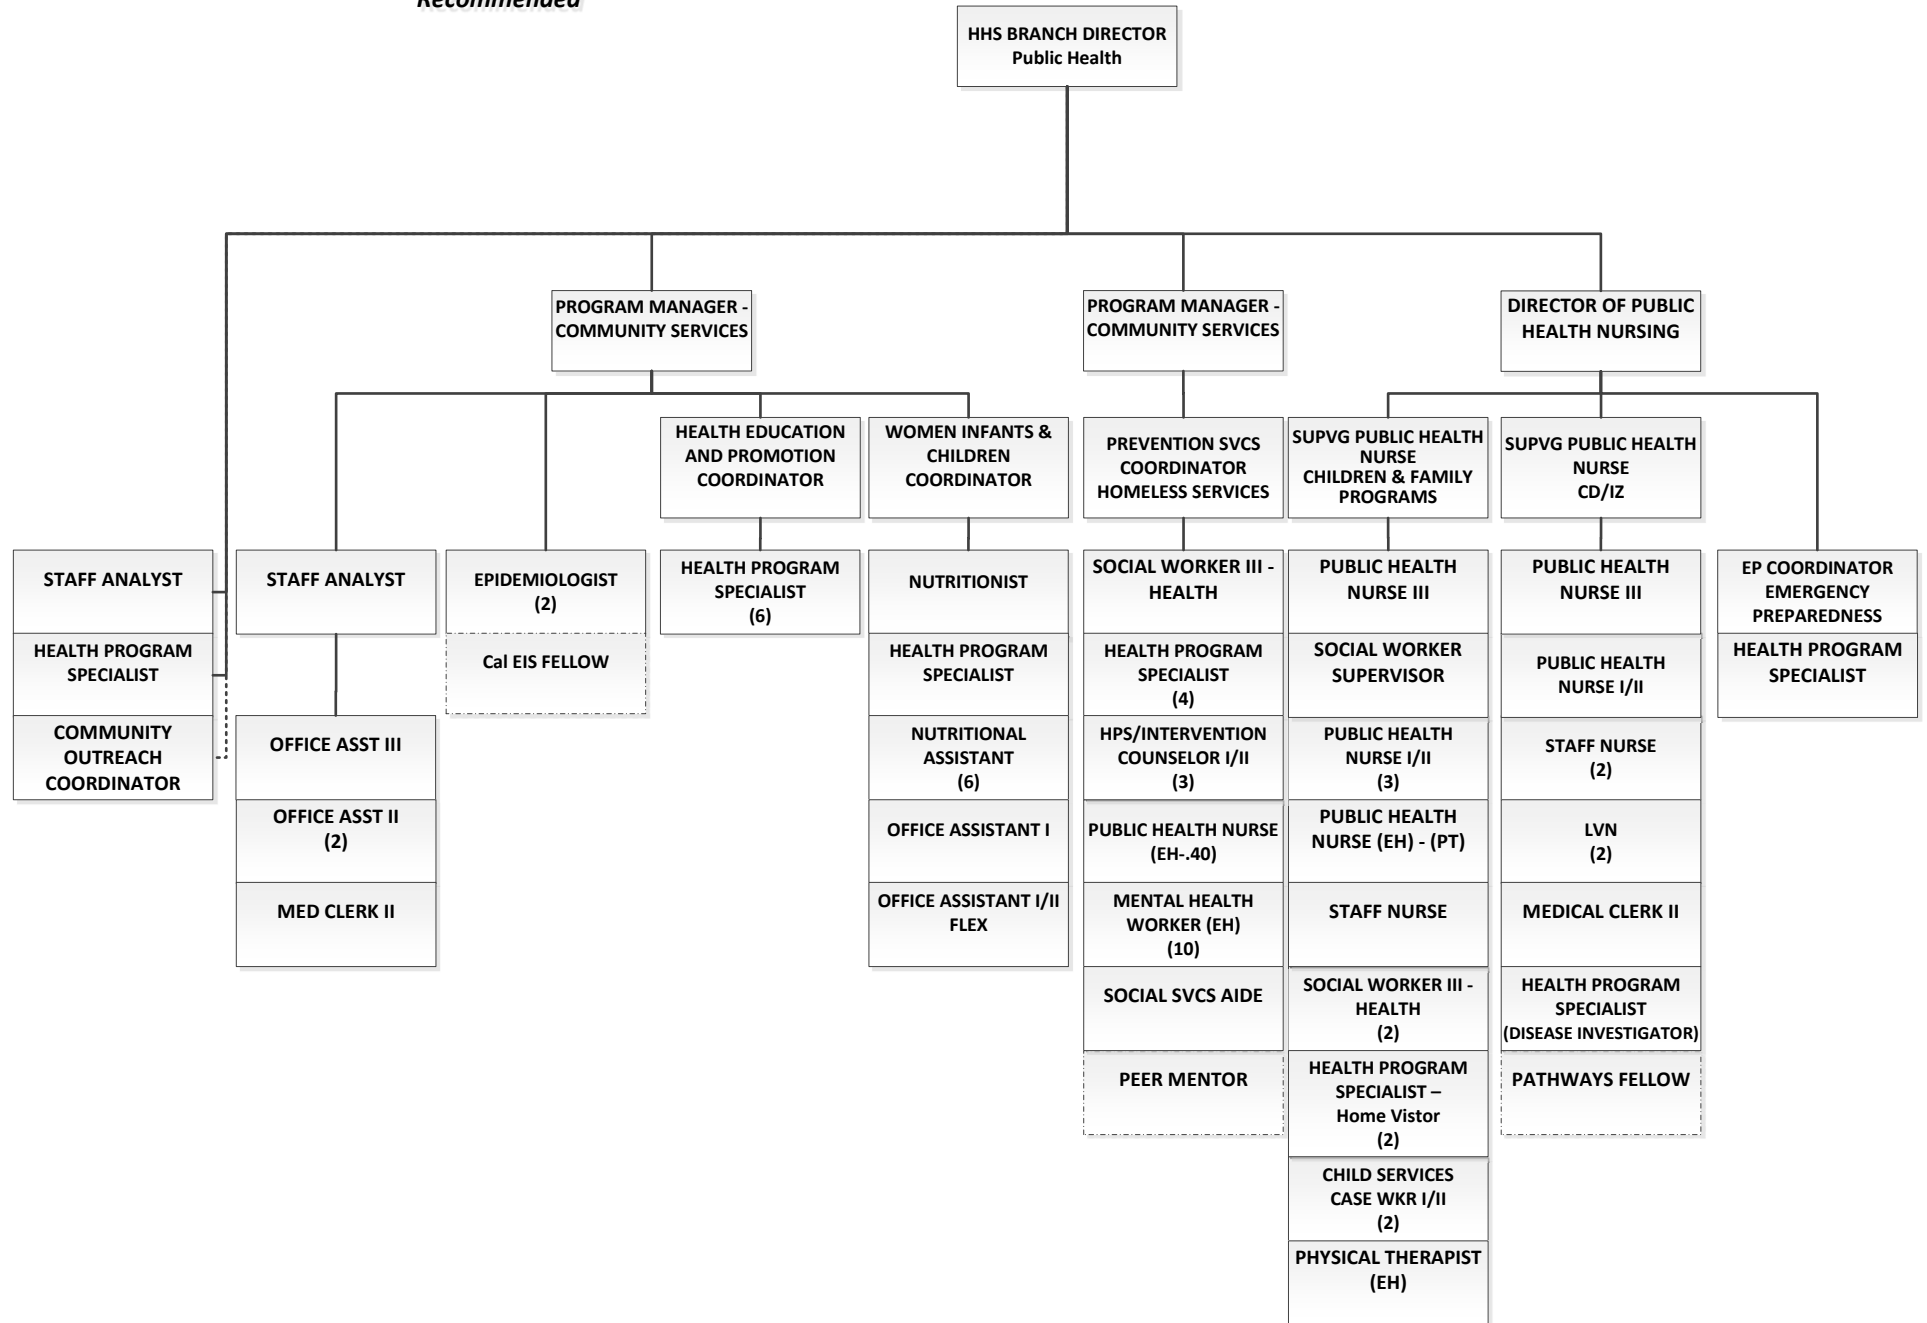 Recommended
HHS BRANCH DIRECTOR
Public Health
PROGRAM MANAGER -
COMMUNITY SERVICES
PROGRAM MANAGER -
COMMUNITY SERVICES
DIRECTOR OF PUBLIC
HEALTH NURSING
HEALTH EDUCATION
AND PROMOTION
COORDINATOR
WOMEN INFANTS &
CHILDREN
COORDINATOR
PREVENTION SVCS
COORDINATOR
HOMELESS SERVICES
SUPVG PUBLIC HEALTH
NURSE
CHILDREN & FAMILY
PROGRAMS
SUPVG PUBLIC HEALTH
NURSE
CD/IZ
STAFF ANALYST
HEALTH PROGRAM
SPECIALIST
COMMUNITY
OUTREACH
COORDINATOR
STAFF ANALYST
OFFICE ASST III
OFFICE ASST II
(2)
MED CLERK II
EPIDEMIOLOGIST
(2)
Cal EIS FELLOW
HEALTH PROGRAM
SPECIALIST
(6)
NUTRITIONIST
HEALTH PROGRAM
SPECIALIST
NUTRITIONAL
ASSISTANT
(6)
OFFICE ASSISTANT I
OFFICE ASSISTANT I/II
FLEX
SOCIAL WORKER III -
HEALTH
HEALTH PROGRAM
SPECIALIST
(4)
HPS/INTERVENTION
COUNSELOR I/II
(3)
PUBLIC HEALTH NURSE
(EH-.40)
MENTAL HEALTH
WORKER (EH)
(10)
SOCIAL SVCS AIDE
PEER MENTOR
PUBLIC HEALTH
NURSE III
SOCIAL WORKER
SUPERVISOR
PUBLIC HEALTH
NURSE I/II
(3)
PUBLIC HEALTH
NURSE (EH) - (PT)
STAFF NURSE
SOCIAL WORKER III -
HEALTH
(2)
HEALTH PROGRAM
SPECIALIST –
Home Vistor
(2)
CHILD SERVICES
CASE WKR I/II
(2)
PHYSICAL THERAPIST
(EH)
PUBLIC HEALTH
NURSE III
PUBLIC HEALTH
NURSE I/II
STAFF NURSE
(2)
LVN
(2)
MEDICAL CLERK II
HEALTH PROGRAM
SPECIALIST
(DISEASE INVESTIGATOR)
PATHWAYS FELLOW
EP COORDINATOR
EMERGENCY
PREPAREDNESS
HEALTH PROGRAM
SPECIALIST